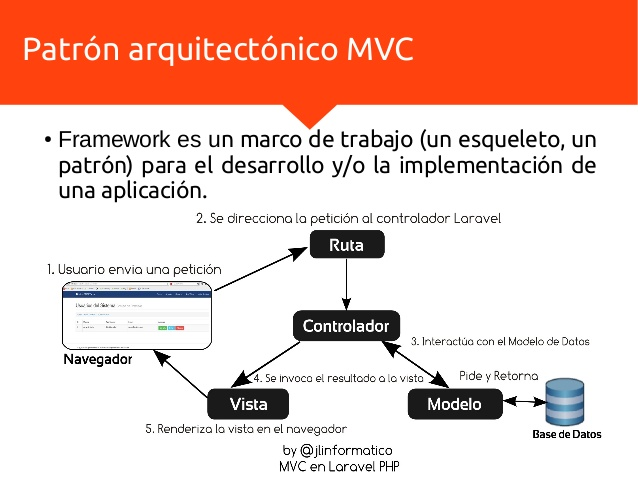 Patrón arquitectónico MVC
• Framework es un marco de trabajo (un esqueleto, un
patrón) para el desarrollo y/o la implementación de
una aplicación.
2. Se direcciona la petición al controlador Laravel
Ruta
1. Usuario envia una petición
Usuarios del Sistema
Navegador
Controlador
3. Interactúa con el Modelo de Datos
4. Se invoca el resultado a la vista
Pide y Retorna
Vista
Modelo
5. Renderiza la vista en el navegador
Base de Datos
by @jlinformatico
MVC en Laravel PHP